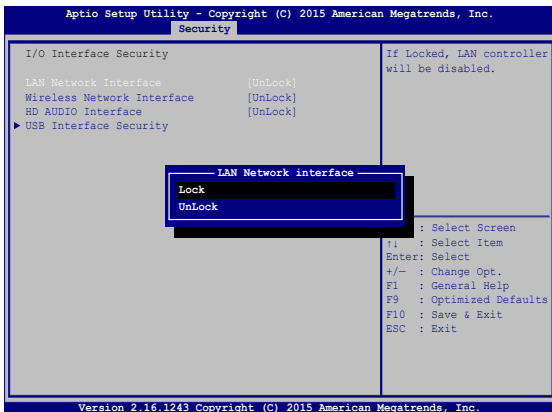 Aptio Setup Utility - Copyright (C) 2015 American Megatrends, Inc.
Security
I/O Interface Security
LAN Network Interface [UnLock]
Wireless Network Interface [UnLock]
HD AUDIO Interface [UnLock]
USB Interface Security
If Locked, LAN controller
will be disabled.
LAN Network interface
Lock
UnLock
: Select Screen
↑↓ : Select Item
Enter: Select
+/— : Change Opt.
F1 : General Help
F9 : Optimized Defaults
F10 : Save & Exit
ESC : Exit
Version 2.16.1243 Copyright (C) 2015 American Megatrends, Inc.